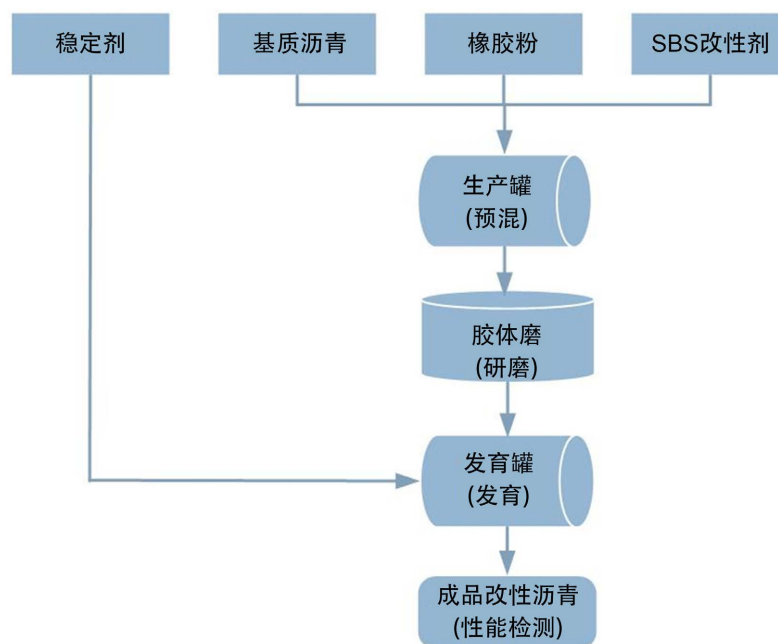 稳定剂
基质沥青
橡胶粉
SBS改性剂
生产罐
(预混)
胶体磨
(研磨)
发育罐
(发育)
成品改性沥青
(性能检测)